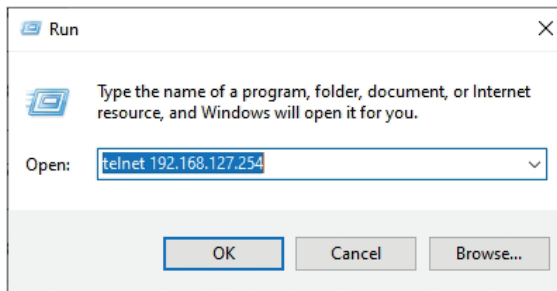 Run
Type the name of a program, folder, document, or Internet
resource, and Windows will open it for you.
Open: telnet 192.168.127.254
OK Cancel Browse...